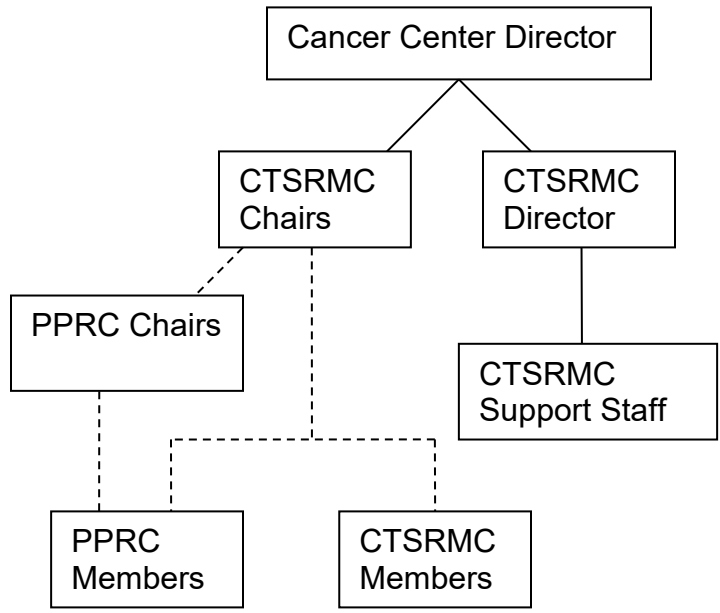 Cancer Center Director
CTSRMC
Chairs
CTSRMC
Director
PPRC Chairs
CTSRMC
Support Staff
PPRC
Members
CTSRMC
Members